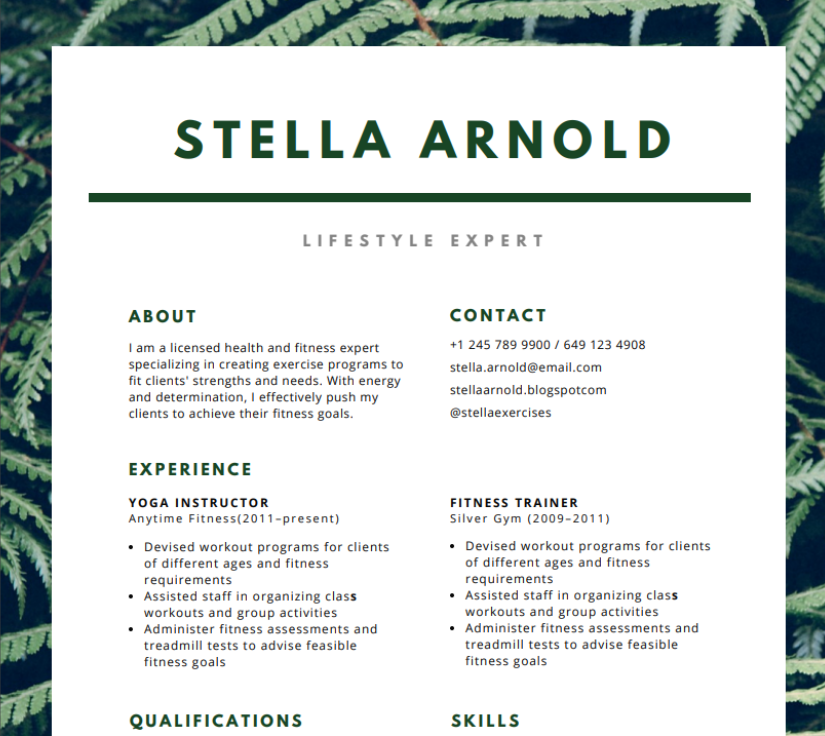 STELLA ARNOLD
LIFESTYLE EXPERT
ABOUT
I am a licensed health and fitness expert
specializing in creating exercise programs to
fit clients' strengths and needs. With energy
and determination, I effectively push my
clients to achieve their fitness goals.
CONTACT
+1 245 789 9900 / 649 123 4908
stella.arnold@email.com
stellaarnold.blogspotcom
@stellaexercises
EXPERIENCE
YOGA INSTRUCTOR
Anytime Fitness(2011–present)
• Devised workout programs for clients
of different ages and fitness
requirements
• Assisted staff in organizing class
workouts and group activities
• Administer fitness assessments and
treadmill tests to advise feasible
fitness goals
FITNESS TRAINER
Silver Gym (2009–2011)
• Devised workout programs for clients
of different ages and fitness
requirements
• Assisted staff in organizing class
workouts and group activities
• Administer fitness assessments and
treadmill tests to advise feasible
fitness goals
QUALIFICATIONS
SKILLS